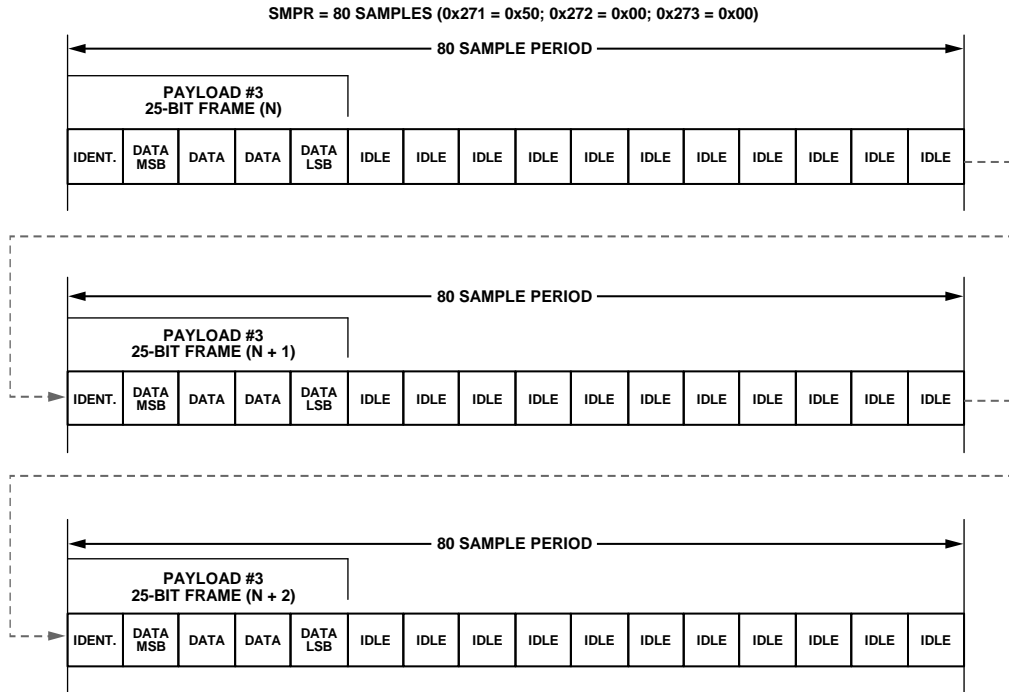 SMPR = 80 SAMPLES (0x271 = 0x50; 0x272 = 0x00; 0x273 = 0x00)
80 SAMPLE PERIOD
PAYLOAD #3
25-BIT FRAME (N)
IDENT. DATA MSB DATA DATA DATA LSB IDLE IDLE IDLE IDLE IDLE IDLE IDLE IDLE IDLE IDLE IDLE
80 SAMPLE PERIOD
PAYLOAD #3
25-BIT FRAME (N + 1)
IDENT. DATA MSB DATA DATA DATA LSB IDLE IDLE IDLE IDLE IDLE IDLE IDLE IDLE IDLE IDLE IDLE
80 SAMPLE PERIOD
PAYLOAD #3
25-BIT FRAME (N + 2)
IDENT. DATA MSB DATA DATA DATA LSB IDLE IDLE IDLE IDLE IDLE IDLE IDLE IDLE IDLE IDLE IDLE